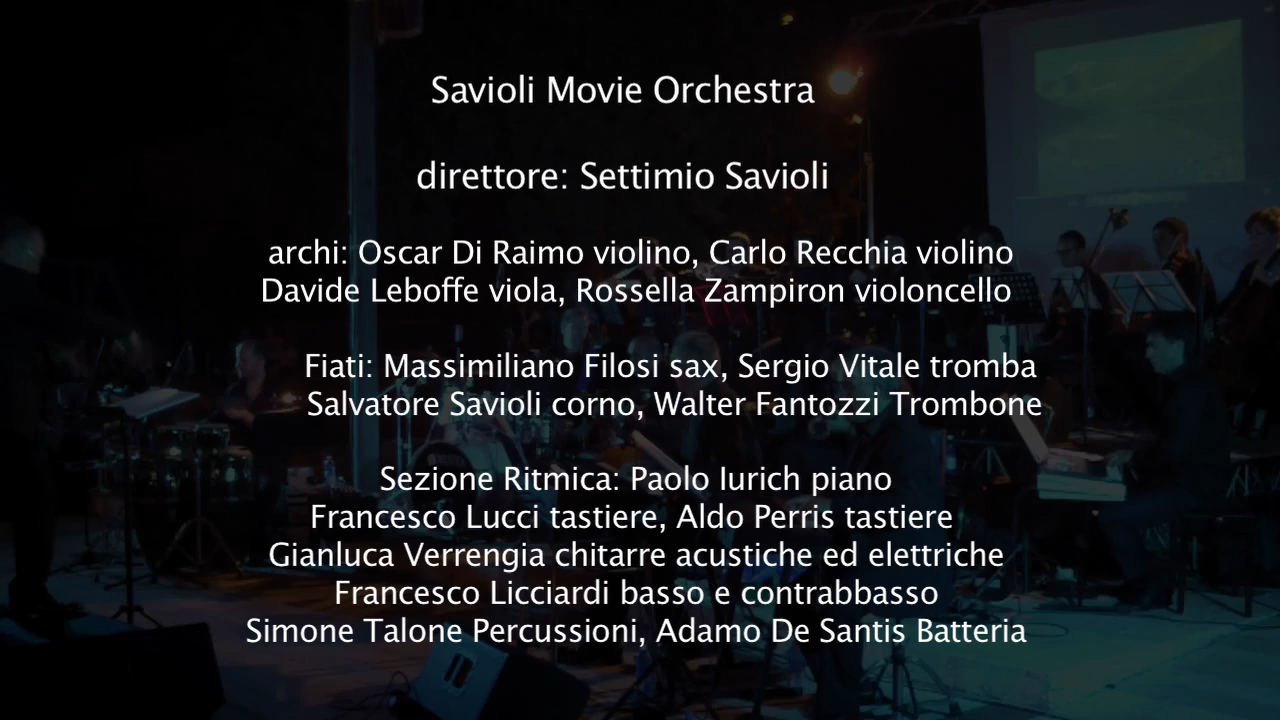 Savioli Movie Orchestra
direttore: Settimio Savioli
archi: Oscar Di Raimo violino, Carlo Recchia violino
Davide Leboffe viola, Rossella Zampiron violoncello
Fiati: Massimiliano Filosi sax, Sergio Vitale tromba
Salvatore Savioli corno, Walter Fantozzi Trombone
Sezione Ritmica: Paolo Iurich piano
Francesco Lucci tastiere, Aldo Perris tastiere
Gianluca Verrengia chitarre acustiche ed elettriche
Francesco Licciardi basso e contrabbasso
Simone Talone Percussioni, Adamo De Santis Batteria